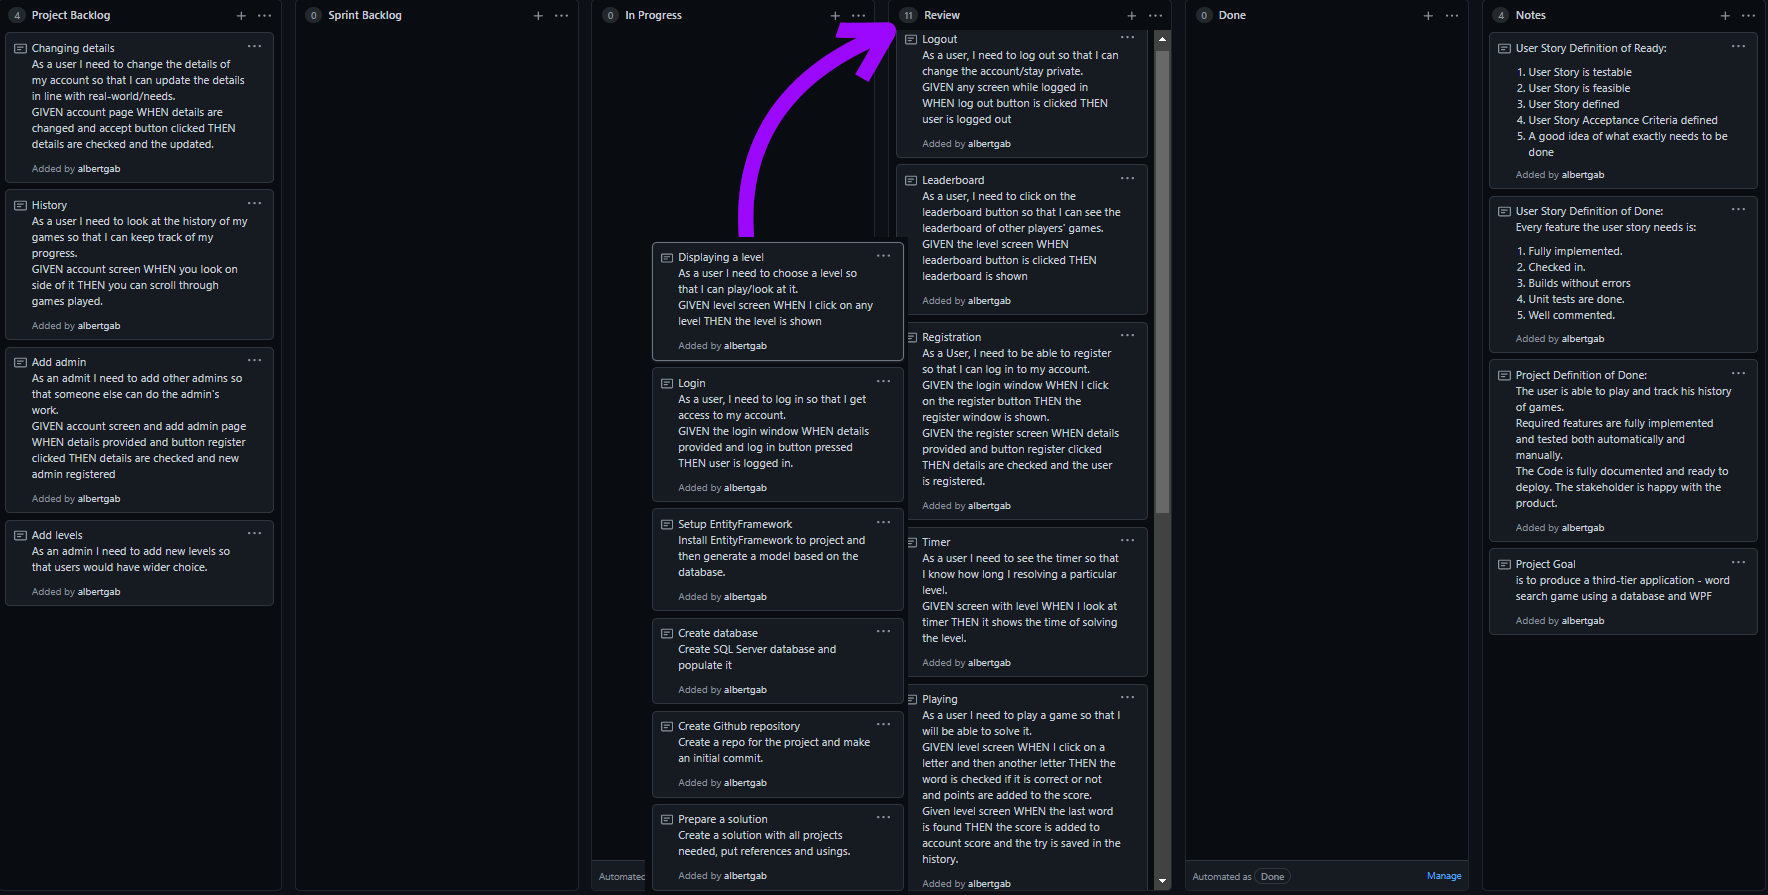 4 Project Backlog
Changing details
As a user I need to change the details of
my account so that I can update the details
in line with real-world/needs.
GIVEN account page WHEN details are
changed and accept button clicked THEN
details are checked and the updated.
Added by albertgab
History
As a user I need to look at the history of my
games so that I can keep track of my
progress.
GIVEN account screen WHEN you look on
side of it THEN you can scroll through
games played.
Added by albertgab
Add admin
As an admit I need to add other admins so
that someone else can do the admin's
work.
GIVEN account screen and add admin page
WHEN details provided and button register
clicked THEN details are checked and new
admin registered
Added by albertgab
Add levels
As an admin I need to add new levels so
that users would have wider choice.
Added by albertgab
0 Sprint Backlog
0 In Progress
Displaying a level
As a user I need to choose a level so
that I can play/look at it.
GIVEN level screen WHEN I click on any
level THEN the level is shown
Added by albertgab
Login
As a user, I need to log in so that I get
access to my account.
GIVEN the login window WHEN details
provided and log in button pressed
THEN user is logged in.
Added by albertgab
Setup EntityFramework
Install EntityFramework to project and
then generate a model based on the
database.
Added by albertgab
Create database
Create SQL Server database and
populate it
Added by albertgab
Create Github repository
Create a repo for the project and make
an initial commit.
Added by albertgab
Prepare a solution
Create a solution with all projects
needed, put references and usings.
Added by albertgab
Automated
11 Review
Logout
As a user, I need to log out so that I can
change the account/stay private.
GIVEN any screen while logged in
WHEN log out button is clicked THEN
user is logged out
Added by albertgab
Leaderboard
As a user, I need to click on the
leaderboard button so that I can see the
leaderboard of other players' games.
GIVEN the level screen WHEN
leaderboard button is clicked THEN
leaderboard is shown
Added by albertgab
Registration
As a User, I need to be able to register
so that I can log in to my account.
GIVEN the login window WHEN I click
on the register button THEN the
register window is shown.
GIVEN the register screen WHEN details
provided and button register clicked
THEN details are checked and the user
is registered.
Added by albertgab
Timer
As a user I need to see the timer so that
I know how long I resolving a particular
level.
GIVEN screen with level WHEN I look at
timer THEN it shows the time of solving
the level.
Added by albertgab
Playing
As a user I need to play a game so that I
will be able to solve it.
GIVEN level screen WHEN I click on a
letter and then another letter THEN the
word is checked if it is correct or not
and points are added to the score.
Given level screen WHEN the last word
is found THEN the score is added to
account score and the try is saved in the
history.
Added by albertgab
0 Done
Automated as Done
Manage
4 Notes
User Story Definition of Ready:
1. User Story is testable
2. User Story is feasible
3. User Story defined
4. User Story Acceptance Criteria defined
5. A good idea of what exactly needs to be
done
Added by albertgab
User Story Definition of Done:
Every feature the user story needs is:
1. Fully implemented.
2. Checked in.
3. Builds without errors
4. Unit tests are done.
5. Well commented.
Added by albertgab
Project Definition of Done:
The user is able to play and track his history
of games.
Required features are fully implemented
and tested both automatically and
manually.
The Code is fully documented and ready to
deploy. The stakeholder is happy with the
product.
Added by albertgab
Project Goal
is to produce a third-tier application - word
search game using a database and WPF
Added by albertgab